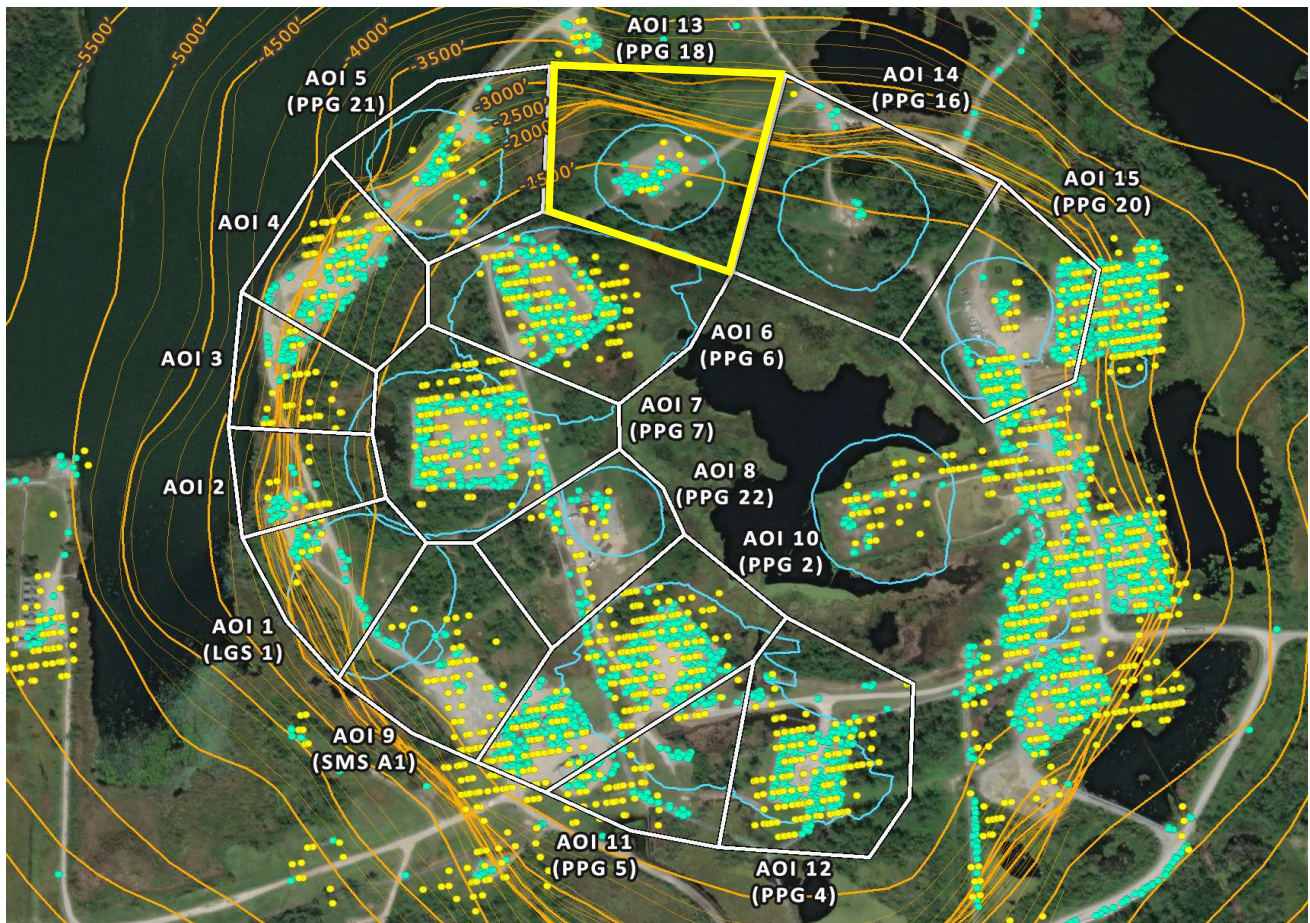 -5500'
-5000'
-4500'
-4000'
-3500'
-3000'
-2500'
-2000'
-1500'
AOI 13
(PPG 18)
AOI 5
(PPG 21)
AOI 14
(PPG 16)
AOI 15
(PPG 20)
AOI 4
AOI 3
AOI 6
(PPG 6)
AOI 7
(PPG 7)
AOI 8
(PPG 22)
AOI 2
AOI 10
(PPG 2)
AOI 1
(LGS 1)
AOI 9
(SMS A1)
AOI 11
(PPG 5)
AOI 12
(PPG 4)